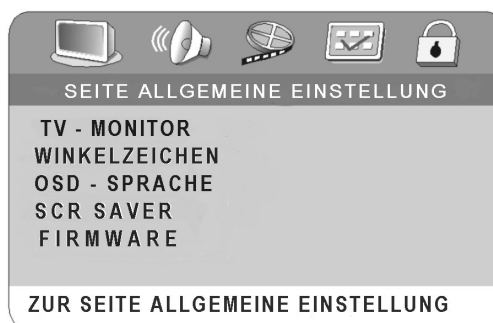 SEITE ALLGEMEINE EINSTELLUNG
TV - MONITOR
WINKELZEICHEN
OSD - SPRACHE
SCR SAVER
FIRMWARE
ZUR SEITE ALLGEMEINE EINSTELLUNG